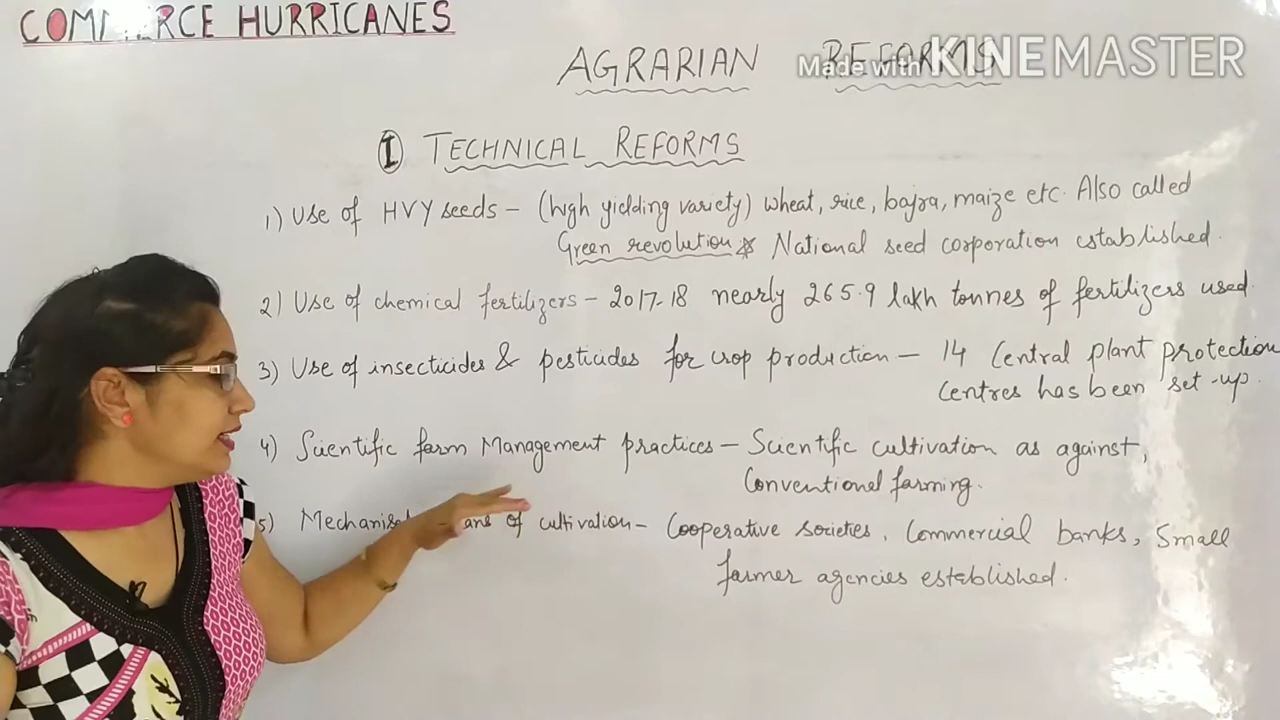 COMMERCE HURRICANES
AGRARIAN REFORMS
Made with KINEMASTER
I TECHNICAL REFORMS
1) Use of HVY seeds – (high yielding variety) wheat, rice, bajra, maize etc. Also called
Green revolution * National seed corporation established.
2) Use of chemical fertilizers – 2017-18 nearly 265.9 lakh tonnes of fertilizers used.
3) Use of insecticides & pesticides for crop production – 14 Central plant protection
Centres has been set-up.
4) Scientific farm Management practices – Scientific cultivation as against,
Conventional farming.
5) of cultivation – Cooperative societies, Commercial banks, Small
farmer agencies established.